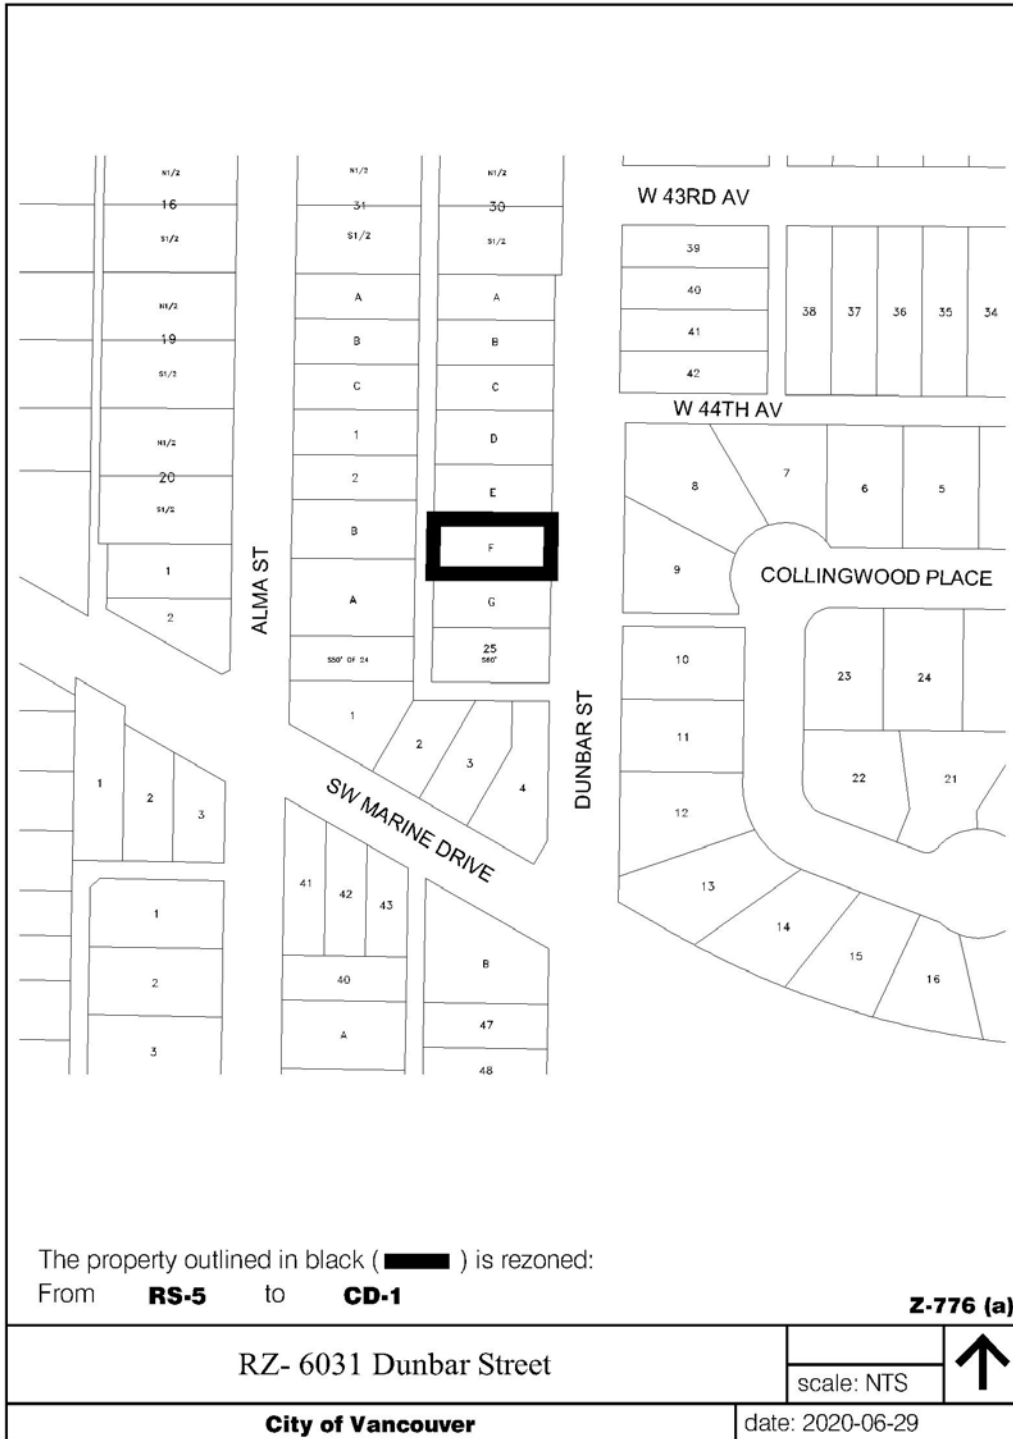 N1/2
16
S1/2
N1/2
19
S1/2
N1/2
20
S1/2
1
2
N1/2
31
S1/2
A
B
C
1
2
B
A
S50' OF 24
1
N1/2
30
S1/2
A
B
C
D
E
F
G
25
S60'
2
3
4
W 43RD AV
39
40
41
42
38
37
36
35
34
W 44TH AV
8
7
6
5
9
COLLINGWOOD PLACE
ALMA ST
DUNBAR ST
SW MARINE DRIVE
10
11
12
13
14
15
16
23
24
22
21
1
2
3
1
2
3
41
42
43
40
A
B
47
48
The property outlined in black ( ) is rezoned:
From RS-5 to CD-1
Z-776 (a)
RZ- 6031 Dunbar Street
scale: NTS
City of Vancouver
date: 2020-06-29